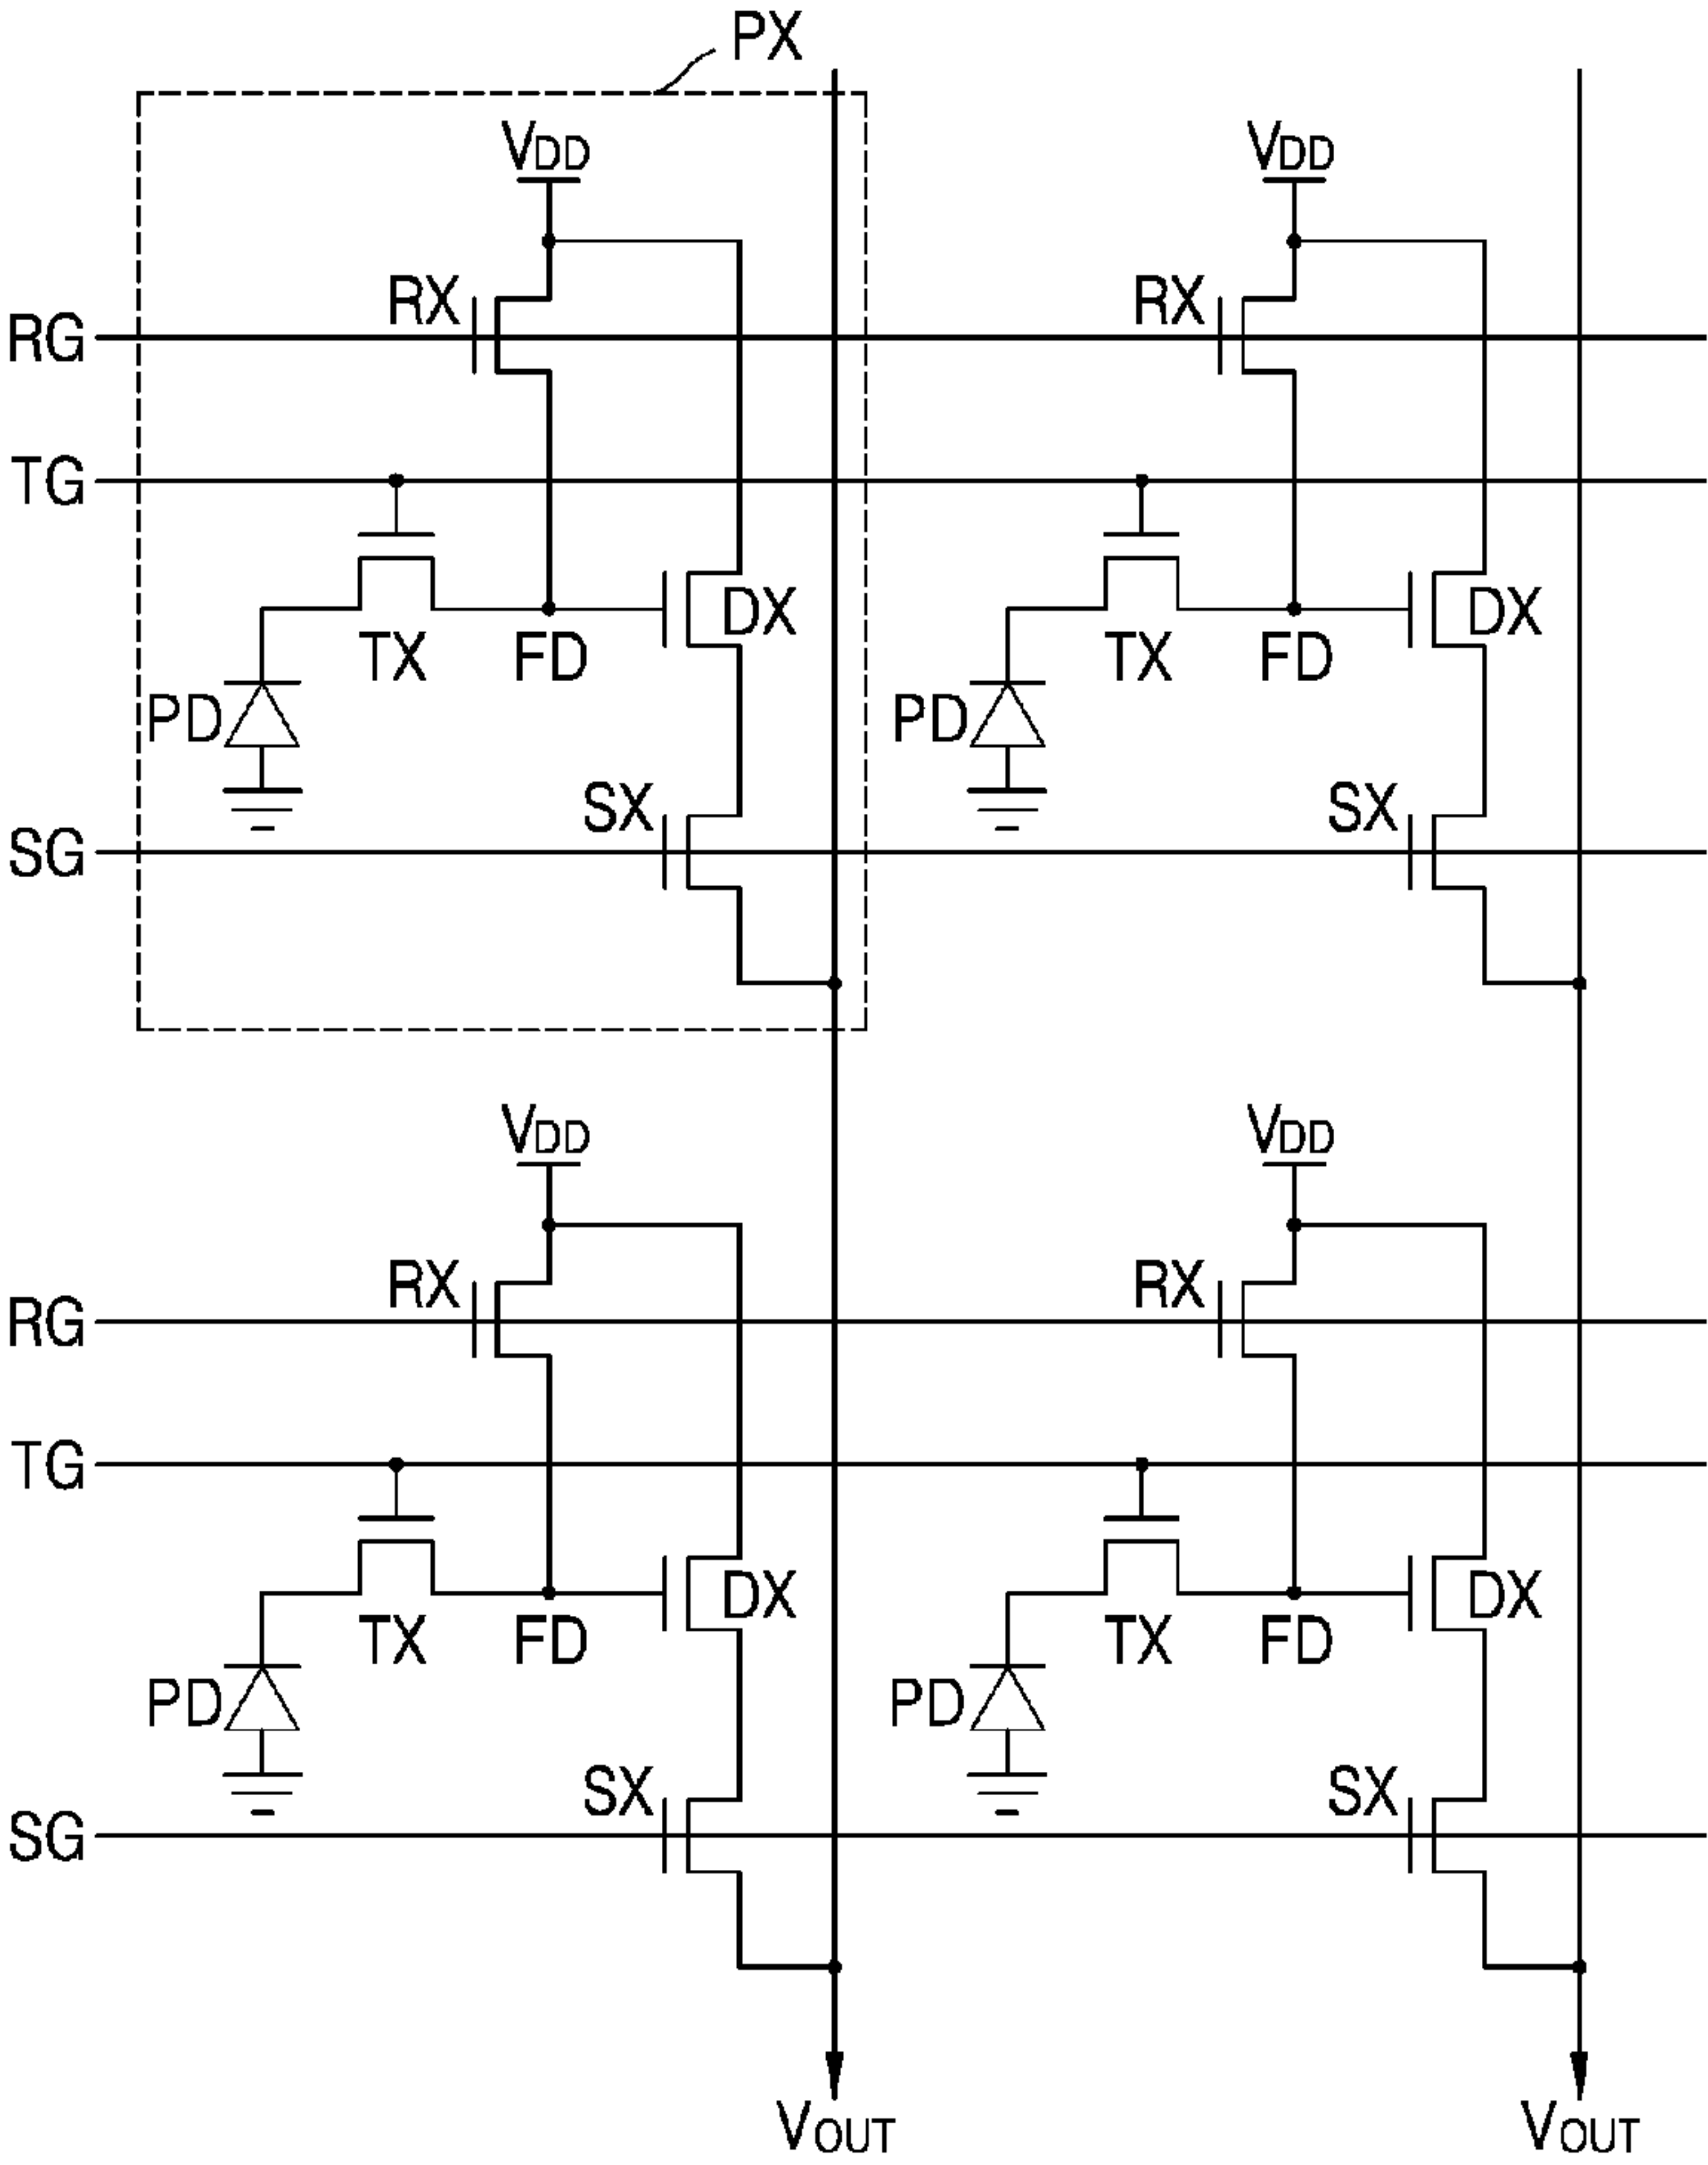 PX
VDD VDD
RX RX
RG
TG
DX DX
TX FD TX FD
PD PD
SX SX
SG
VDD VDD
RX RX
RG
TG
DX DX
TX FD TX FD
PD PD
SX SX
SG
VOUT VOUT